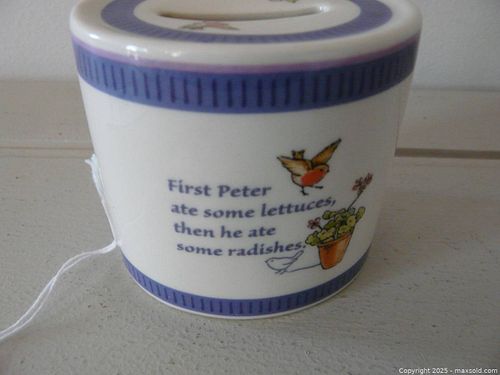 First Peter
ate some lettuces,
then he ate
some radishes.
Copyright 2025 - maxsold.com